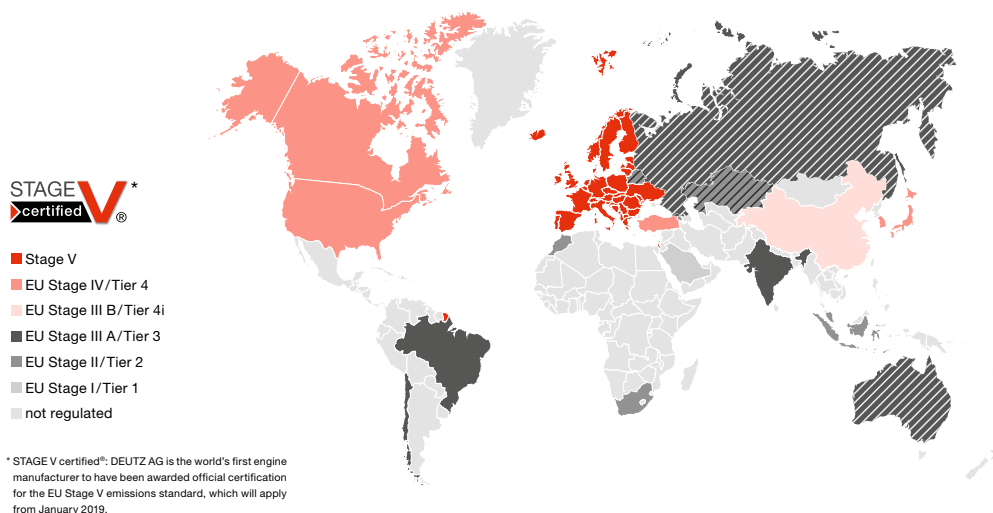 STAGE V *
certified ®
Stage V
EU Stage IV/Tier 4
EU Stage III B/Tier 4i
EU Stage III A/Tier 3
EU Stage II/Tier 2
EU Stage I/Tier 1
not regulated
* STAGE V certified®: DEUTZ AG is the world's first engine
manufacturer to have been awarded official certification
for the EU Stage V emissions standard, which will apply
from January 2019.